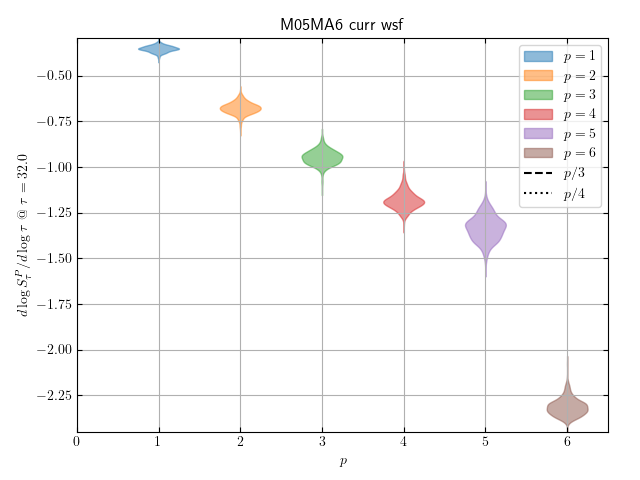 M05MA6 curr wsf
d log S_τ^P / d log τ @ τ = 32.0
−0.50
−0.75
−1.00
−1.25
−1.50
−1.75
−2.00
−2.25
0 1 2 3 4 5 6
p
p = 1
p = 2
p = 3
p = 4
p = 5
p = 6
p/3
p/4